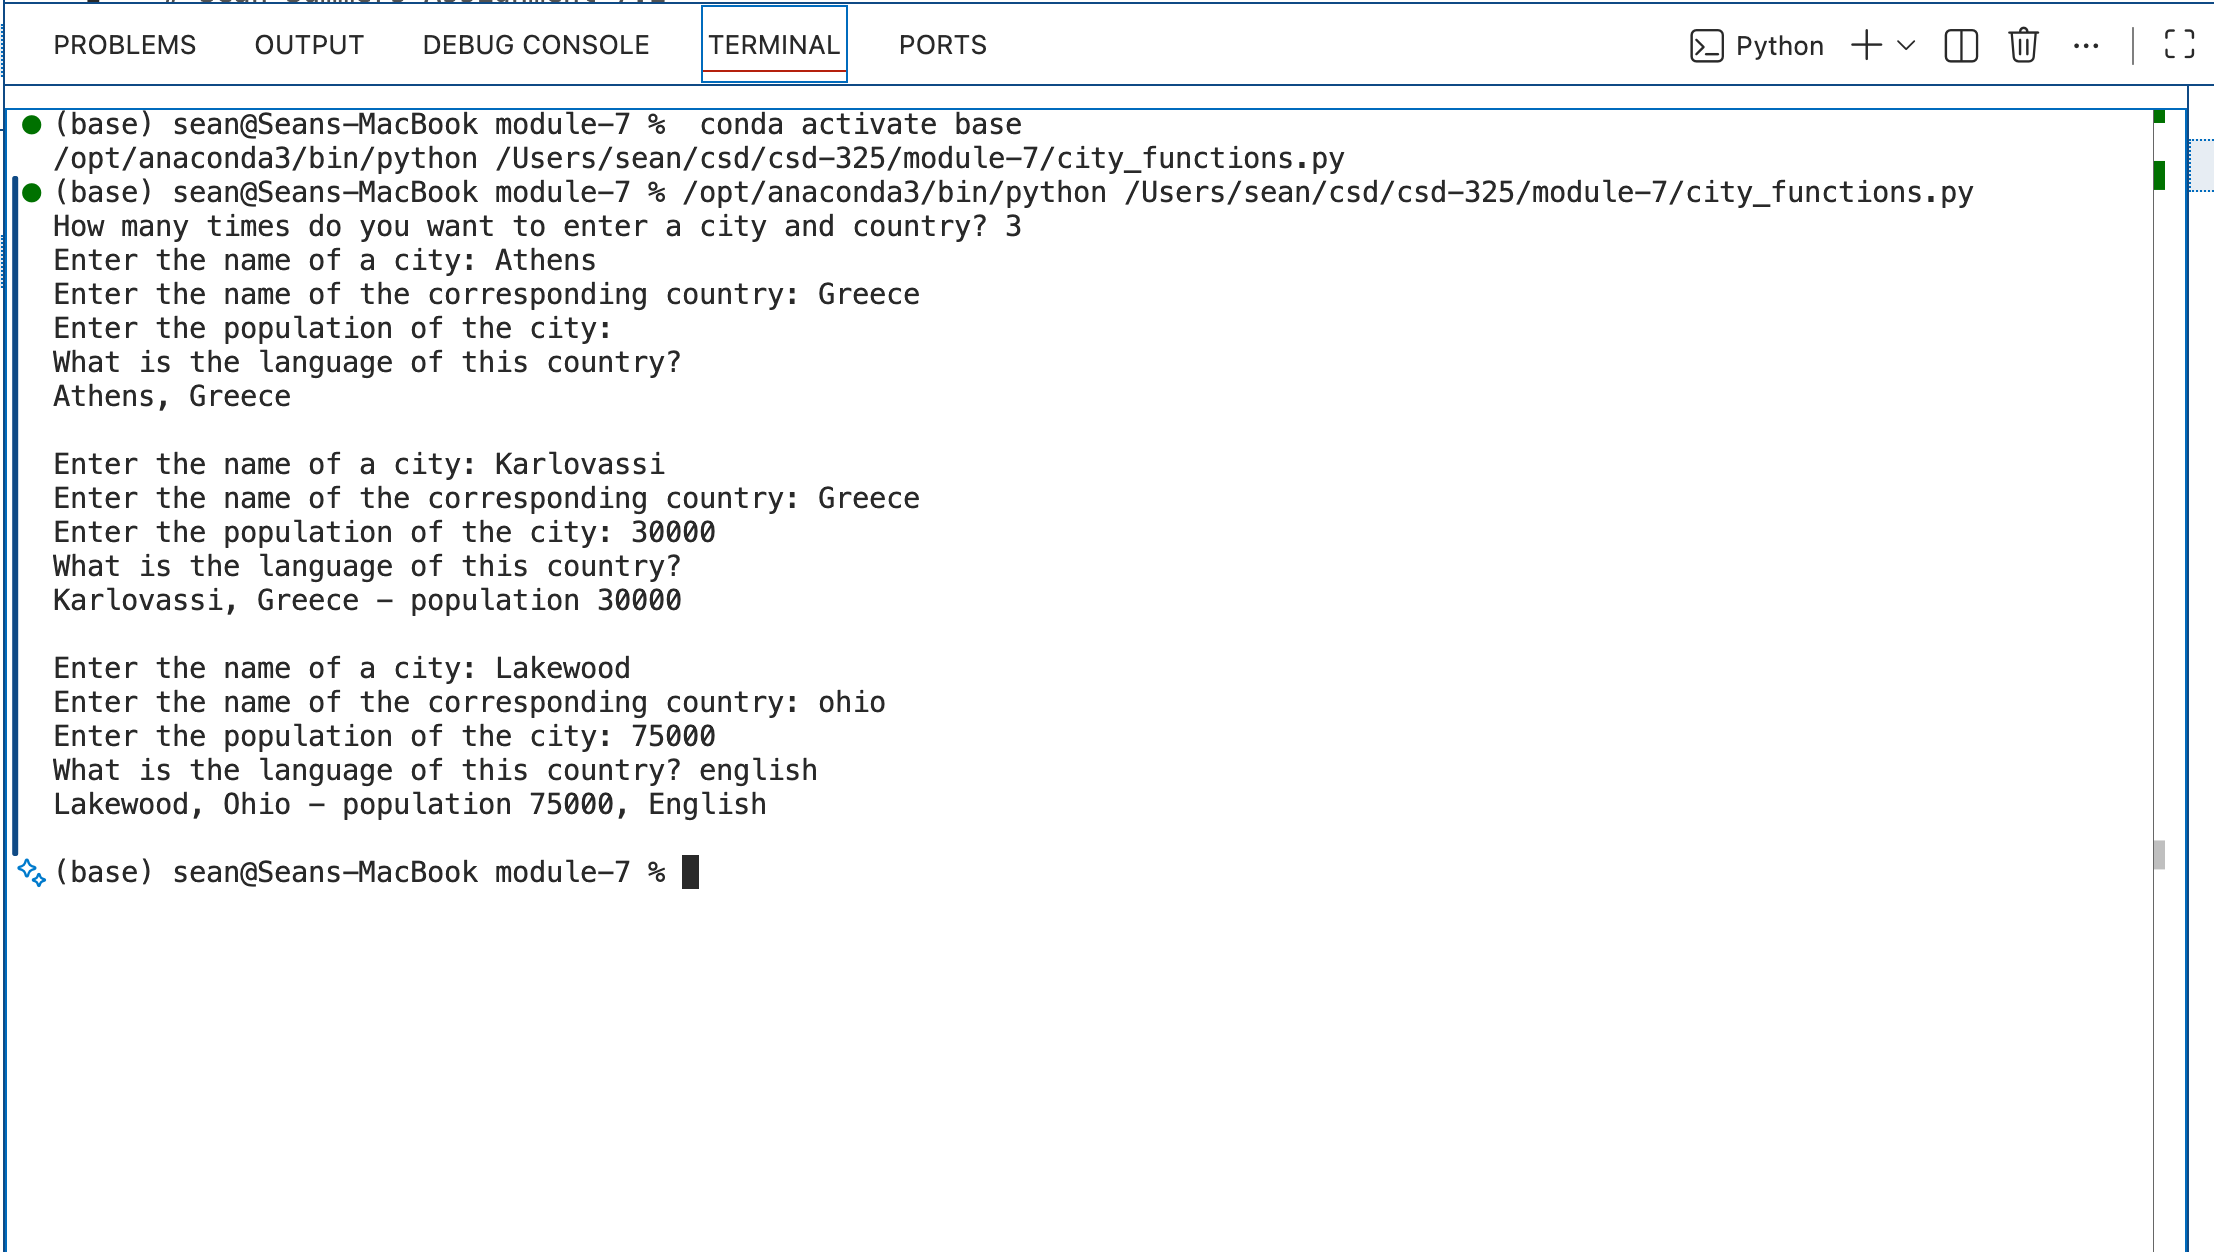 PROBLEMS OUTPUT DEBUG CONSOLE TERMINAL PORTS Python
(base) sean@Seans-MacBook module-7 %  conda activate base
/opt/anaconda3/bin/python /Users/sean/csd/csd-325/module-7/city_functions.py
(base) sean@Seans-MacBook module-7 % /opt/anaconda3/bin/python /Users/sean/csd/csd-325/module-7/city_functions.py
How many times do you want to enter a city and country? 3
Enter the name of a city: Athens
Enter the name of the corresponding country: Greece
Enter the population of the city:
What is the language of this country?
Athens, Greece

Enter the name of a city: Karlovassi
Enter the name of the corresponding country: Greece
Enter the population of the city: 30000
What is the language of this country?
Karlovassi, Greece - population 30000

Enter the name of a city: Lakewood
Enter the name of the corresponding country: ohio
Enter the population of the city: 75000
What is the language of this country? english
Lakewood, Ohio - population 75000, English

(base) sean@Seans-MacBook module-7 %